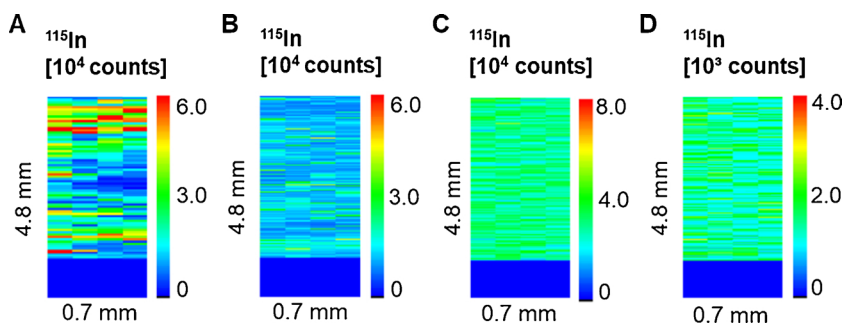 A
¹¹⁵In
[10⁴ counts]
6.0
3.0
0
4.8 mm
0.7 mm
B
¹¹⁵In
[10⁴ counts]
6.0
3.0
0
4.8 mm
0.7 mm
C
¹¹⁵In
[10⁴ counts]
8.0
4.0
0
4.8 mm
0.7 mm
D
¹¹⁵In
[10³ counts]
4.0
2.0
0
4.8 mm
0.7 mm